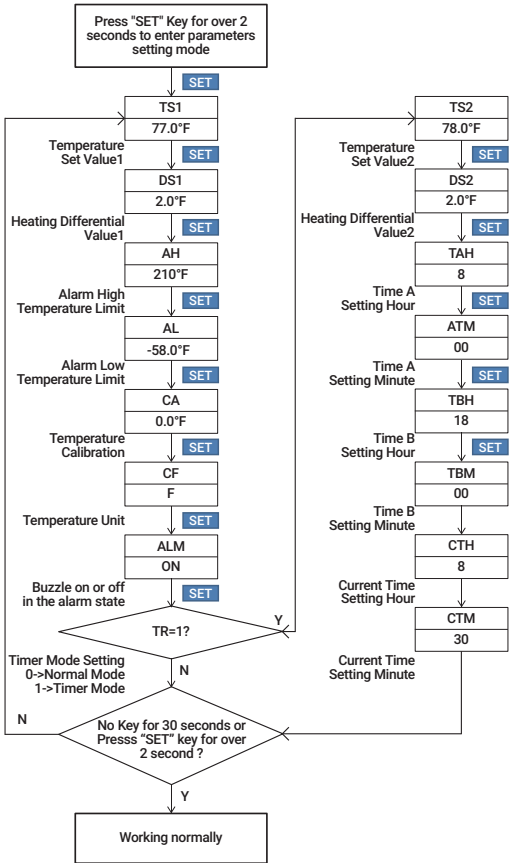 Press "SET" Key for over 2
seconds to enter parameters
setting mode
SET
TS1
77.0°F
Temperature
Set Value1
SET
DS1
2.0°F
Heating Differential
Value1
SET
AH
210°F
Alarm High
Temperature Limit
SET
AL
-58.0°F
Alarm Low
Temperature Limit
SET
CA
0.0°F
Temperature
Calibration
SET
CF
F
Temperature Unit
SET
ALM
ON
Buzzle on or off
in the alarm state
SET
TR=1?
Y
Timer Mode Setting
0->Normal Mode
1->Timer Mode
N
N
No Key for 30 seconds or
Presss “SET” key for over
2 second ?
Y
Working normally
TS2
78.0°F
Temperature
Set Value2
SET
DS2
2.0°F
Heating Differential
Value2
SET
TAH
8
Time A
Setting Hour
SET
ATM
00
Time A
Setting Minute
SET
TBH
18
Time B
Setting Hour
SET
TBM
00
Time B
Setting Minute
CTH
8
Current Time
Setting Hour
CTM
30
Current Time
Setting Minute